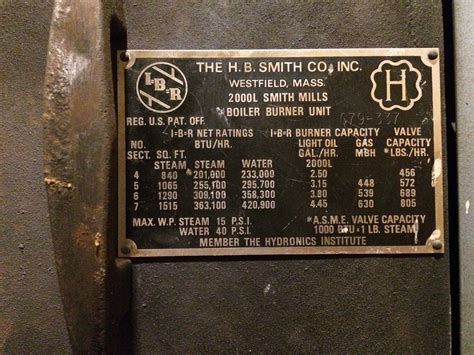 THE H.B. SMITH CO., INC.
WESTFIELD, MASS.
2000L SMITH MILLS
BOILER BURNER UNIT
I=B=R
H
REG. U.S. PAT. OFF.
I=B=R NET RATINGS I=B=R BURNER CAPACITY VALVE
NO. BTU/HR. LIGHT OIL GAS CAPACITY
SECT. SQ. FT. GAL./HR. MBH *LBS./HR.
STEAM STEAM WATER 2000L
4 840 201,000 233,000 2.50 456
5 1065 255,100 295,700 3.15 448 572
6 1290 309,100 358,300 3.80 539 689
7 1515 363,100 420,900 4.45 630 805
MAX. W.P. STEAM 15 P.S.I. *A.S.M.E. VALVE CAPACITY
WATER 40 P.S.I. 1000 BTU=1 LB. STEAM
MEMBER THE HYDRONICS INSTITUTE